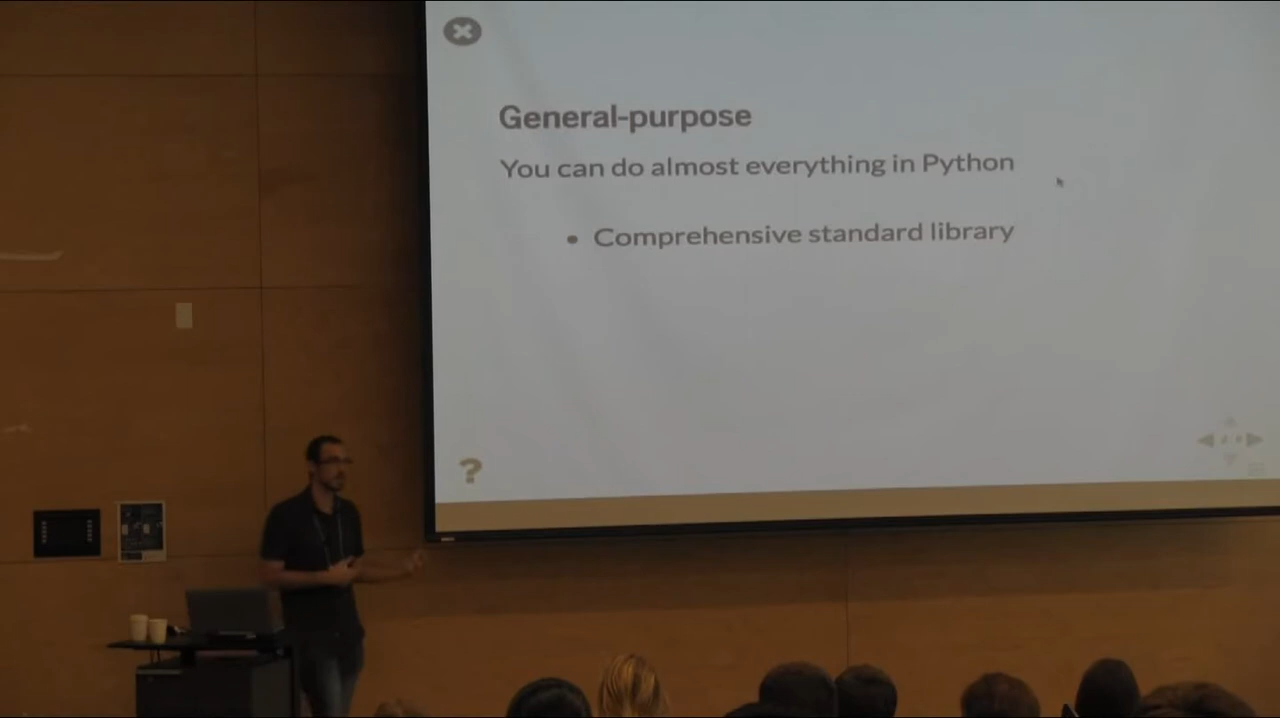 General-purpose
You can do almost everything in Python
• Comprehensive standard library
?